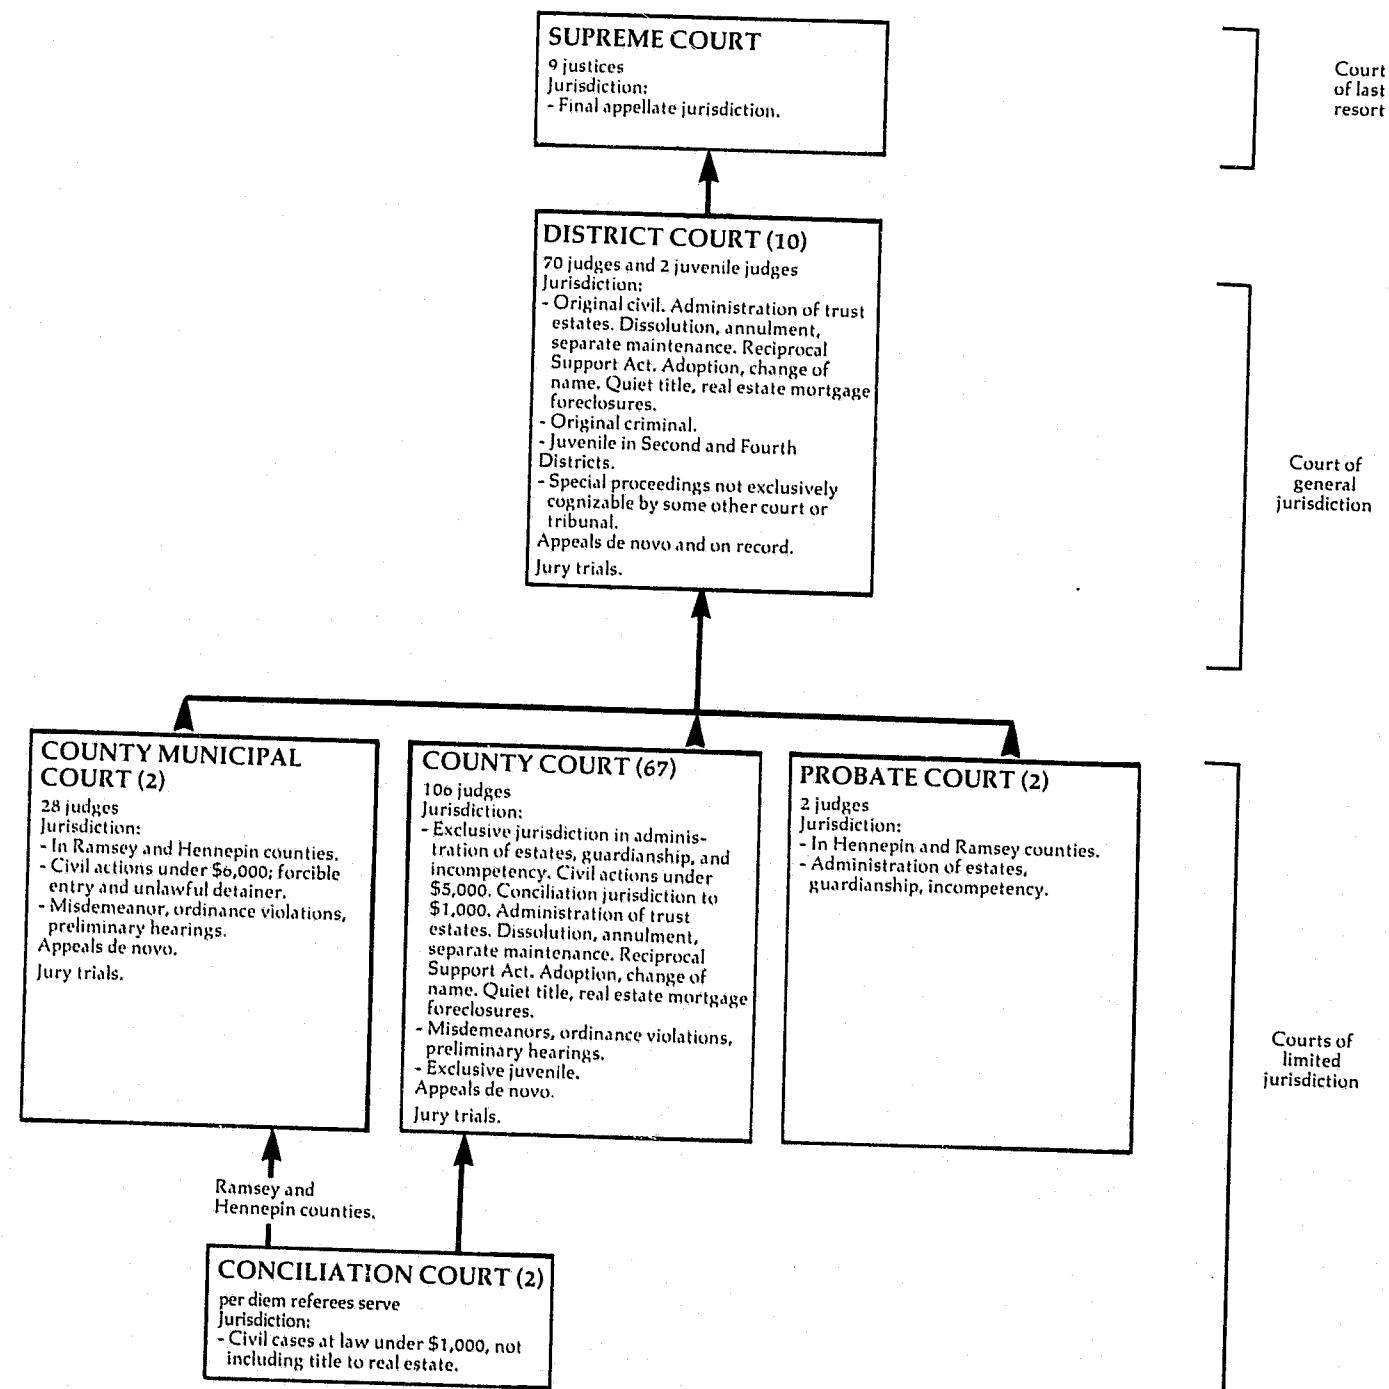 SUPREME COURT
9 justices
Jurisdiction:
- Final appellate jurisdiction.
Court
of last
resort
DISTRICT COURT (10)
70 judges and 2 juvenile judges
Jurisdiction:
- Original civil. Administration of trust
estates. Dissolution, annulment,
separate maintenance. Reciprocal
Support Act. Adoption, change of
name. Quiet title, real estate mortgage
foreclosures.
- Original criminal.
- Juvenile in Second and Fourth
Districts.
- Special proceedings not exclusively
cognizable by some other court or
tribunal.
Appeals de novo and on record.
Jury trials.
Court of
general
jurisdiction
COUNTY MUNICIPAL
COURT (2)
28 judges
Jurisdiction:
- In Ramsey and Hennepin counties.
- Civil actions under $6,000; forcible
entry and unlawful detainer.
- Misdemeanor, ordinance violations,
preliminary hearings.
Appeals de novo.
Jury trials.
COUNTY COURT (67)
106 judges
Jurisdiction:
- Exclusive jurisdiction in adminis-
tration of estates, guardianship, and
incompetency. Civil actions under
$5,000. Conciliation jurisdiction to
$1,000. Administration of trust
estates. Dissolution, annulment,
separate maintenance. Reciprocal
Support Act. Adoption, change of
name. Quiet title, real estate mortgage
foreclosures.
- Misdemeanors, ordinance violations,
preliminary hearings.
- Exclusive juvenile.
Appeals de novo.
Jury trials.
PROBATE COURT (2)
2 judges
Jurisdiction:
- In Hennepin and Ramsey counties.
- Administration of estates,
guardianship, incompetency.
Courts of
limited
jurisdiction
Ramsey and
Hennepin counties.
CONCILIATION COURT (2)
per diem referees serve
Jurisdiction:
- Civil cases at law under $1,000, not
including title to real estate.